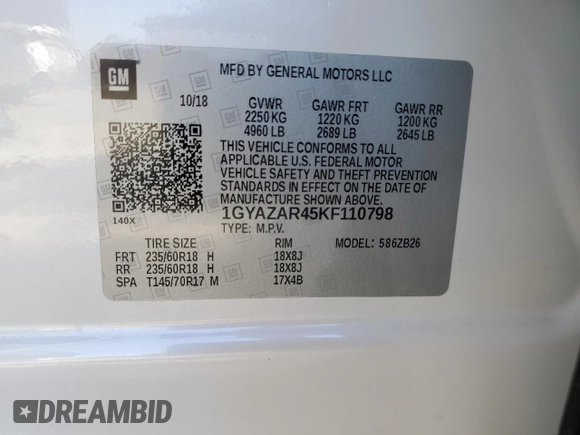 GM
MFD BY GENERAL MOTORS LLC
10/18 GVWR GAWR FRT GAWR RR
2250 KG 1220 KG 1200 KG
4960 LB 2689 LB 2645 LB
THIS VEHICLE CONFORMS TO ALL
APPLICABLE U.S. FEDERAL MOTOR
VEHICLE SAFETY AND THEFT PREVENTION
STANDARDS IN EFFECT ON THE DATE OF
MANUFACTURE SHOWN ABOVE.
140X
1GYAZAR45KF110798
TYPE: M.P.V. MODEL: 586ZB26
TIRE SIZE RIM
FRT 235/60R18 H 18X8J
RR 235/60R18 H 18X8J
SPA T145/70R17 M 17X4B
DREAMBID